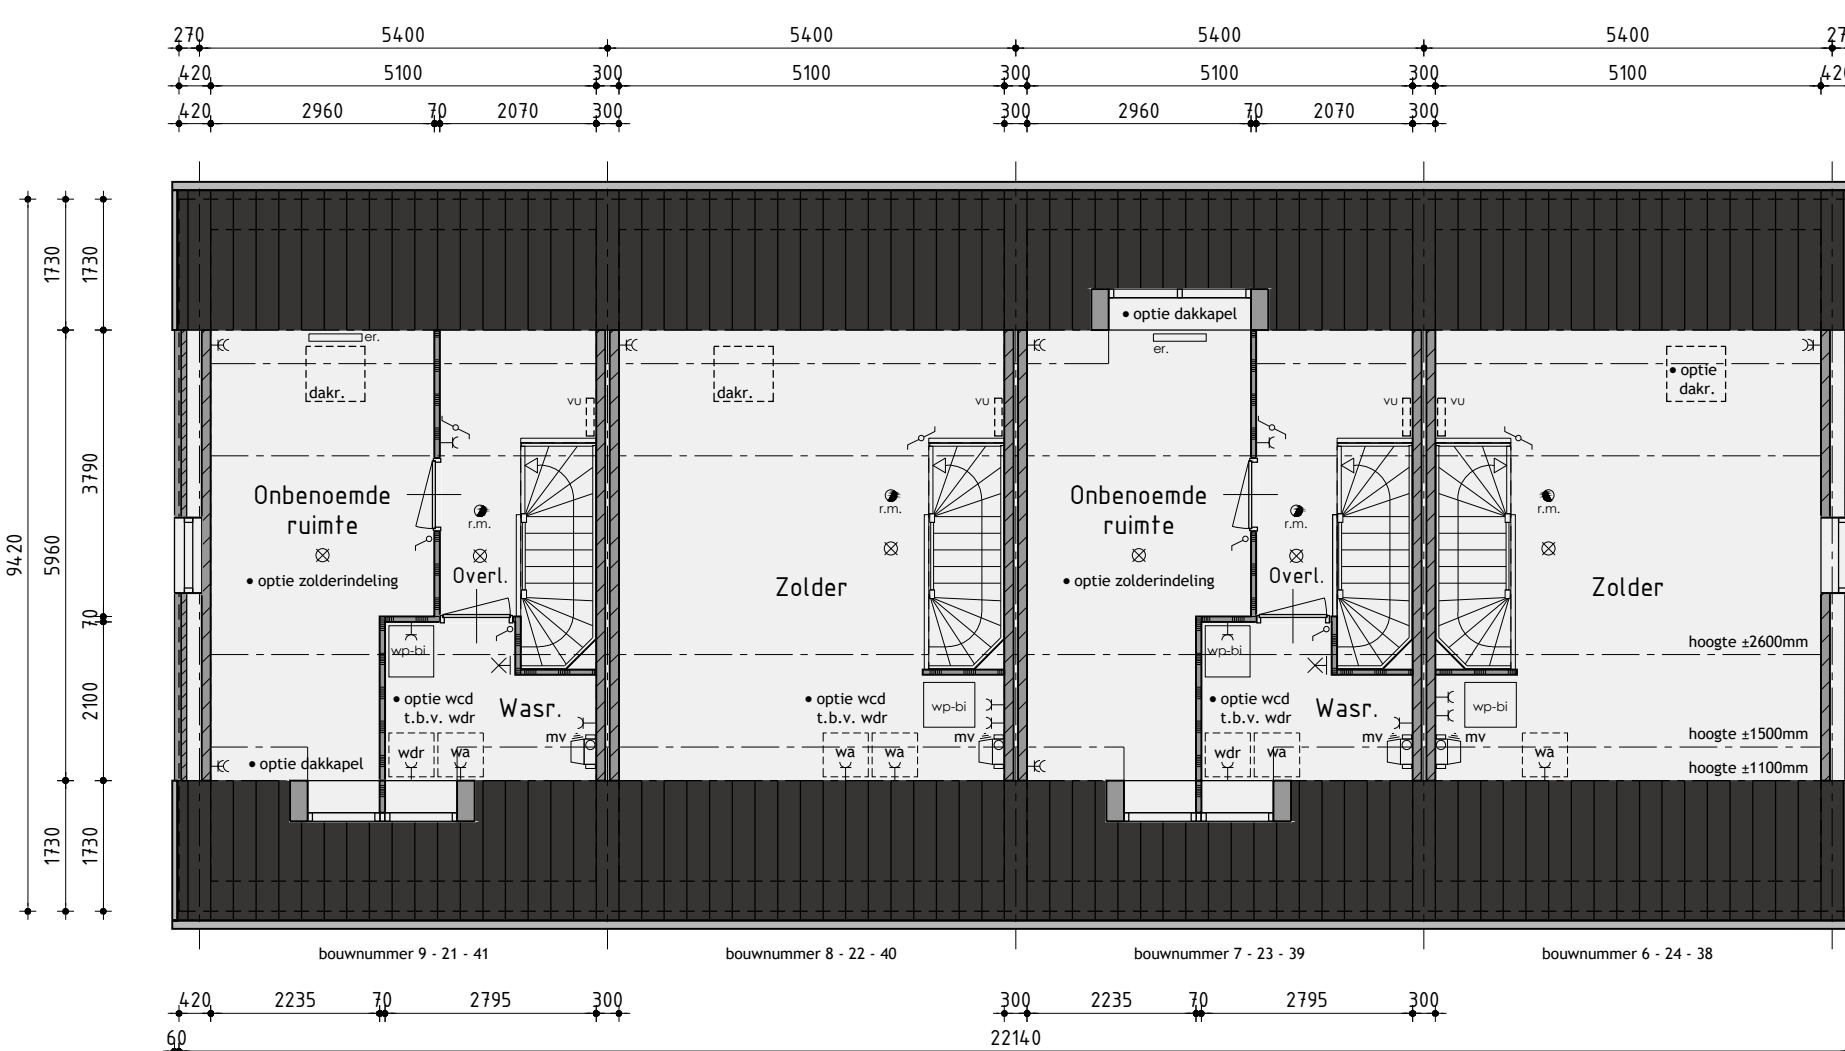 270 5400 5400 5400 5400 27
420 5100 300 5100 300 5100 300 5100 420
420 2960 70 2070 300 300 2960 70 2070 300
1730 1730
9420 5960 3790
70
2100
1730 1730
• optie dakkapel
er. er.
dakr. dakr. • optie
dakr.
vu vu vu vu
Onbenoemde
ruimte
r.m.
• optie zolderindeling
Overl.
wp-bi
• optie wcd
t.b.v. wdr
Wasr.
mv
wdr wa
• optie dakkapel
r.m.
Zolder
wp-bi
• optie wcd
t.b.v. wdr
mv
wa wa
Onbenoemde
ruimte
r.m.
• optie zolderindeling
Overl.
wp-bi
• optie wcd
t.b.v. wdr
Wasr.
mv
wdr wa
r.m.
Zolder
hoogte ±2600mm
wp-bi
mv
hoogte ±1500mm
wa
hoogte ±1100mm
bouwnummer 9 - 21 - 41 bouwnummer 8 - 22 - 40 bouwnummer 7 - 23 - 39 bouwnummer 6 - 24 - 38
420 2235 70 2795 300 300 2235 70 2795 300
60 22140